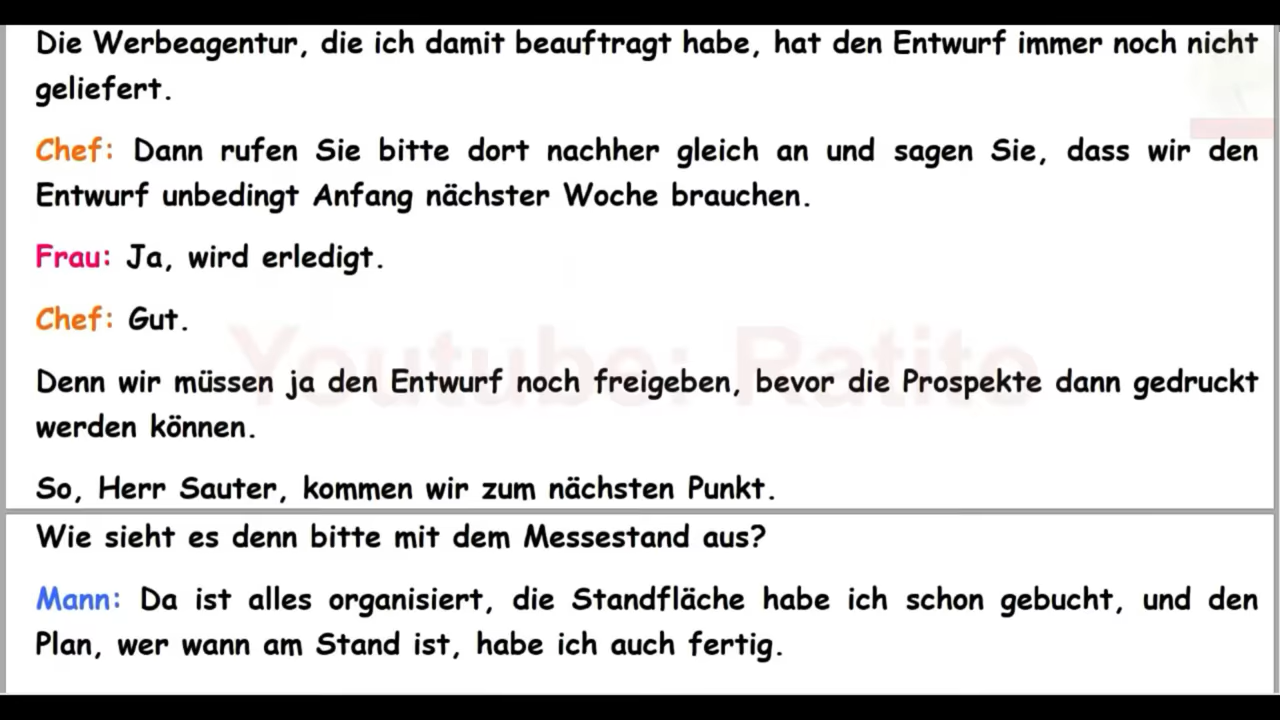 Die Werbeagentur, die ich damit beauftragt habe, hat den Entwurf immer noch nicht
geliefert.
Chef: Dann rufen Sie bitte dort nachher gleich an und sagen Sie, dass wir den
Entwurf unbedingt Anfang nächster Woche brauchen.
Frau: Ja, wird erledigt.
Chef: Gut.
Youtube: Ratite
Denn wir müssen ja den Entwurf noch freigeben, bevor die Prospekte dann gedruckt
werden können.
So, Herr Sauter, kommen wir zum nächsten Punkt.
Wie sieht es denn bitte mit dem Messestand aus?
Mann: Da ist alles organisiert, die Standfläche habe ich schon gebucht, und den
Plan, wer wann am Stand ist, habe ich auch fertig.